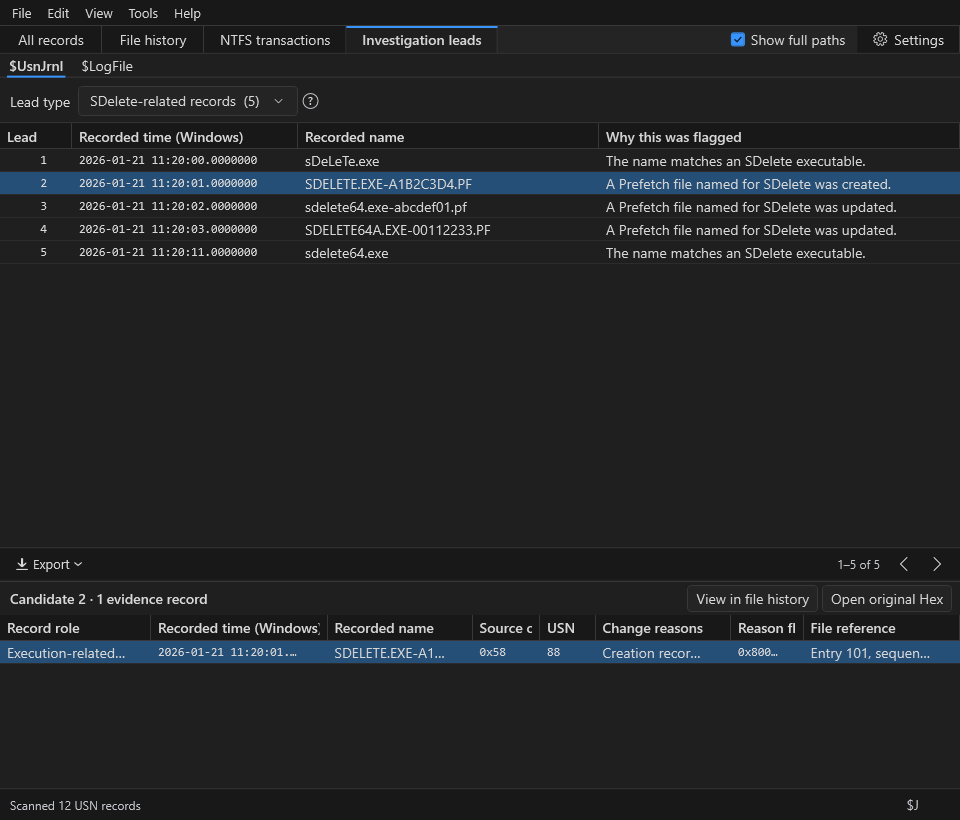 File Edit View Tools Help
All records File history NTFS transactions Investigation leads Show full paths Settings
$UsnJrnl $LogFile
Lead type SDelete-related records (5) ?
Lead Recorded time (Windows) Recorded name Why this was flagged
1 2026-01-21 11:20:00.0000000 sDeLeTe.exe The name matches an SDelete executable.
2 2026-01-21 11:20:01.0000000 SDELETE.EXE-A1B2C3D4.PF A Prefetch file named for SDelete was created.
3 2026-01-21 11:20:02.0000000 sdelete64.exe-abcdef01.pf A Prefetch file named for SDelete was updated.
4 2026-01-21 11:20:03.0000000 SDELETE64A.EXE-00112233.PF A Prefetch file named for SDelete was updated.
5 2026-01-21 11:20:11.0000000 sdelete64.exe The name matches an SDelete executable.
Export 1–5 of 5
Candidate 2 · 1 evidence record View in file history Open original Hex
Record role Recorded time (Windows) Recorded name Source c USN Change reasons Reason fl File reference
Execution-related... 2026-01-21 11:20:01.... SDELETE.EXE-A1... 0x58 88 Creation recor... 0x800... Entry 101, sequen...
Scanned 12 USN records $J